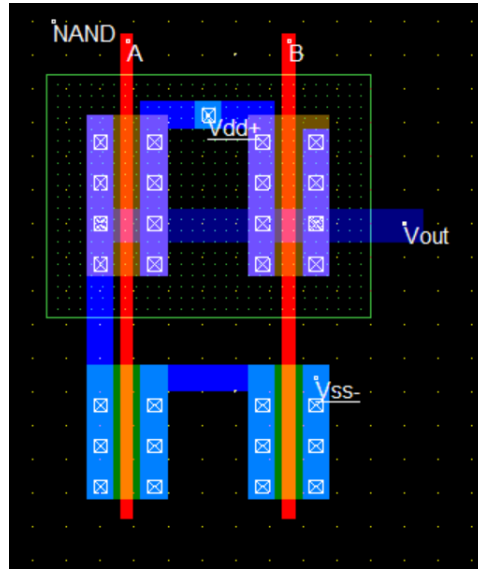 NAND
A
B
Vdd+
Vout
Vss-